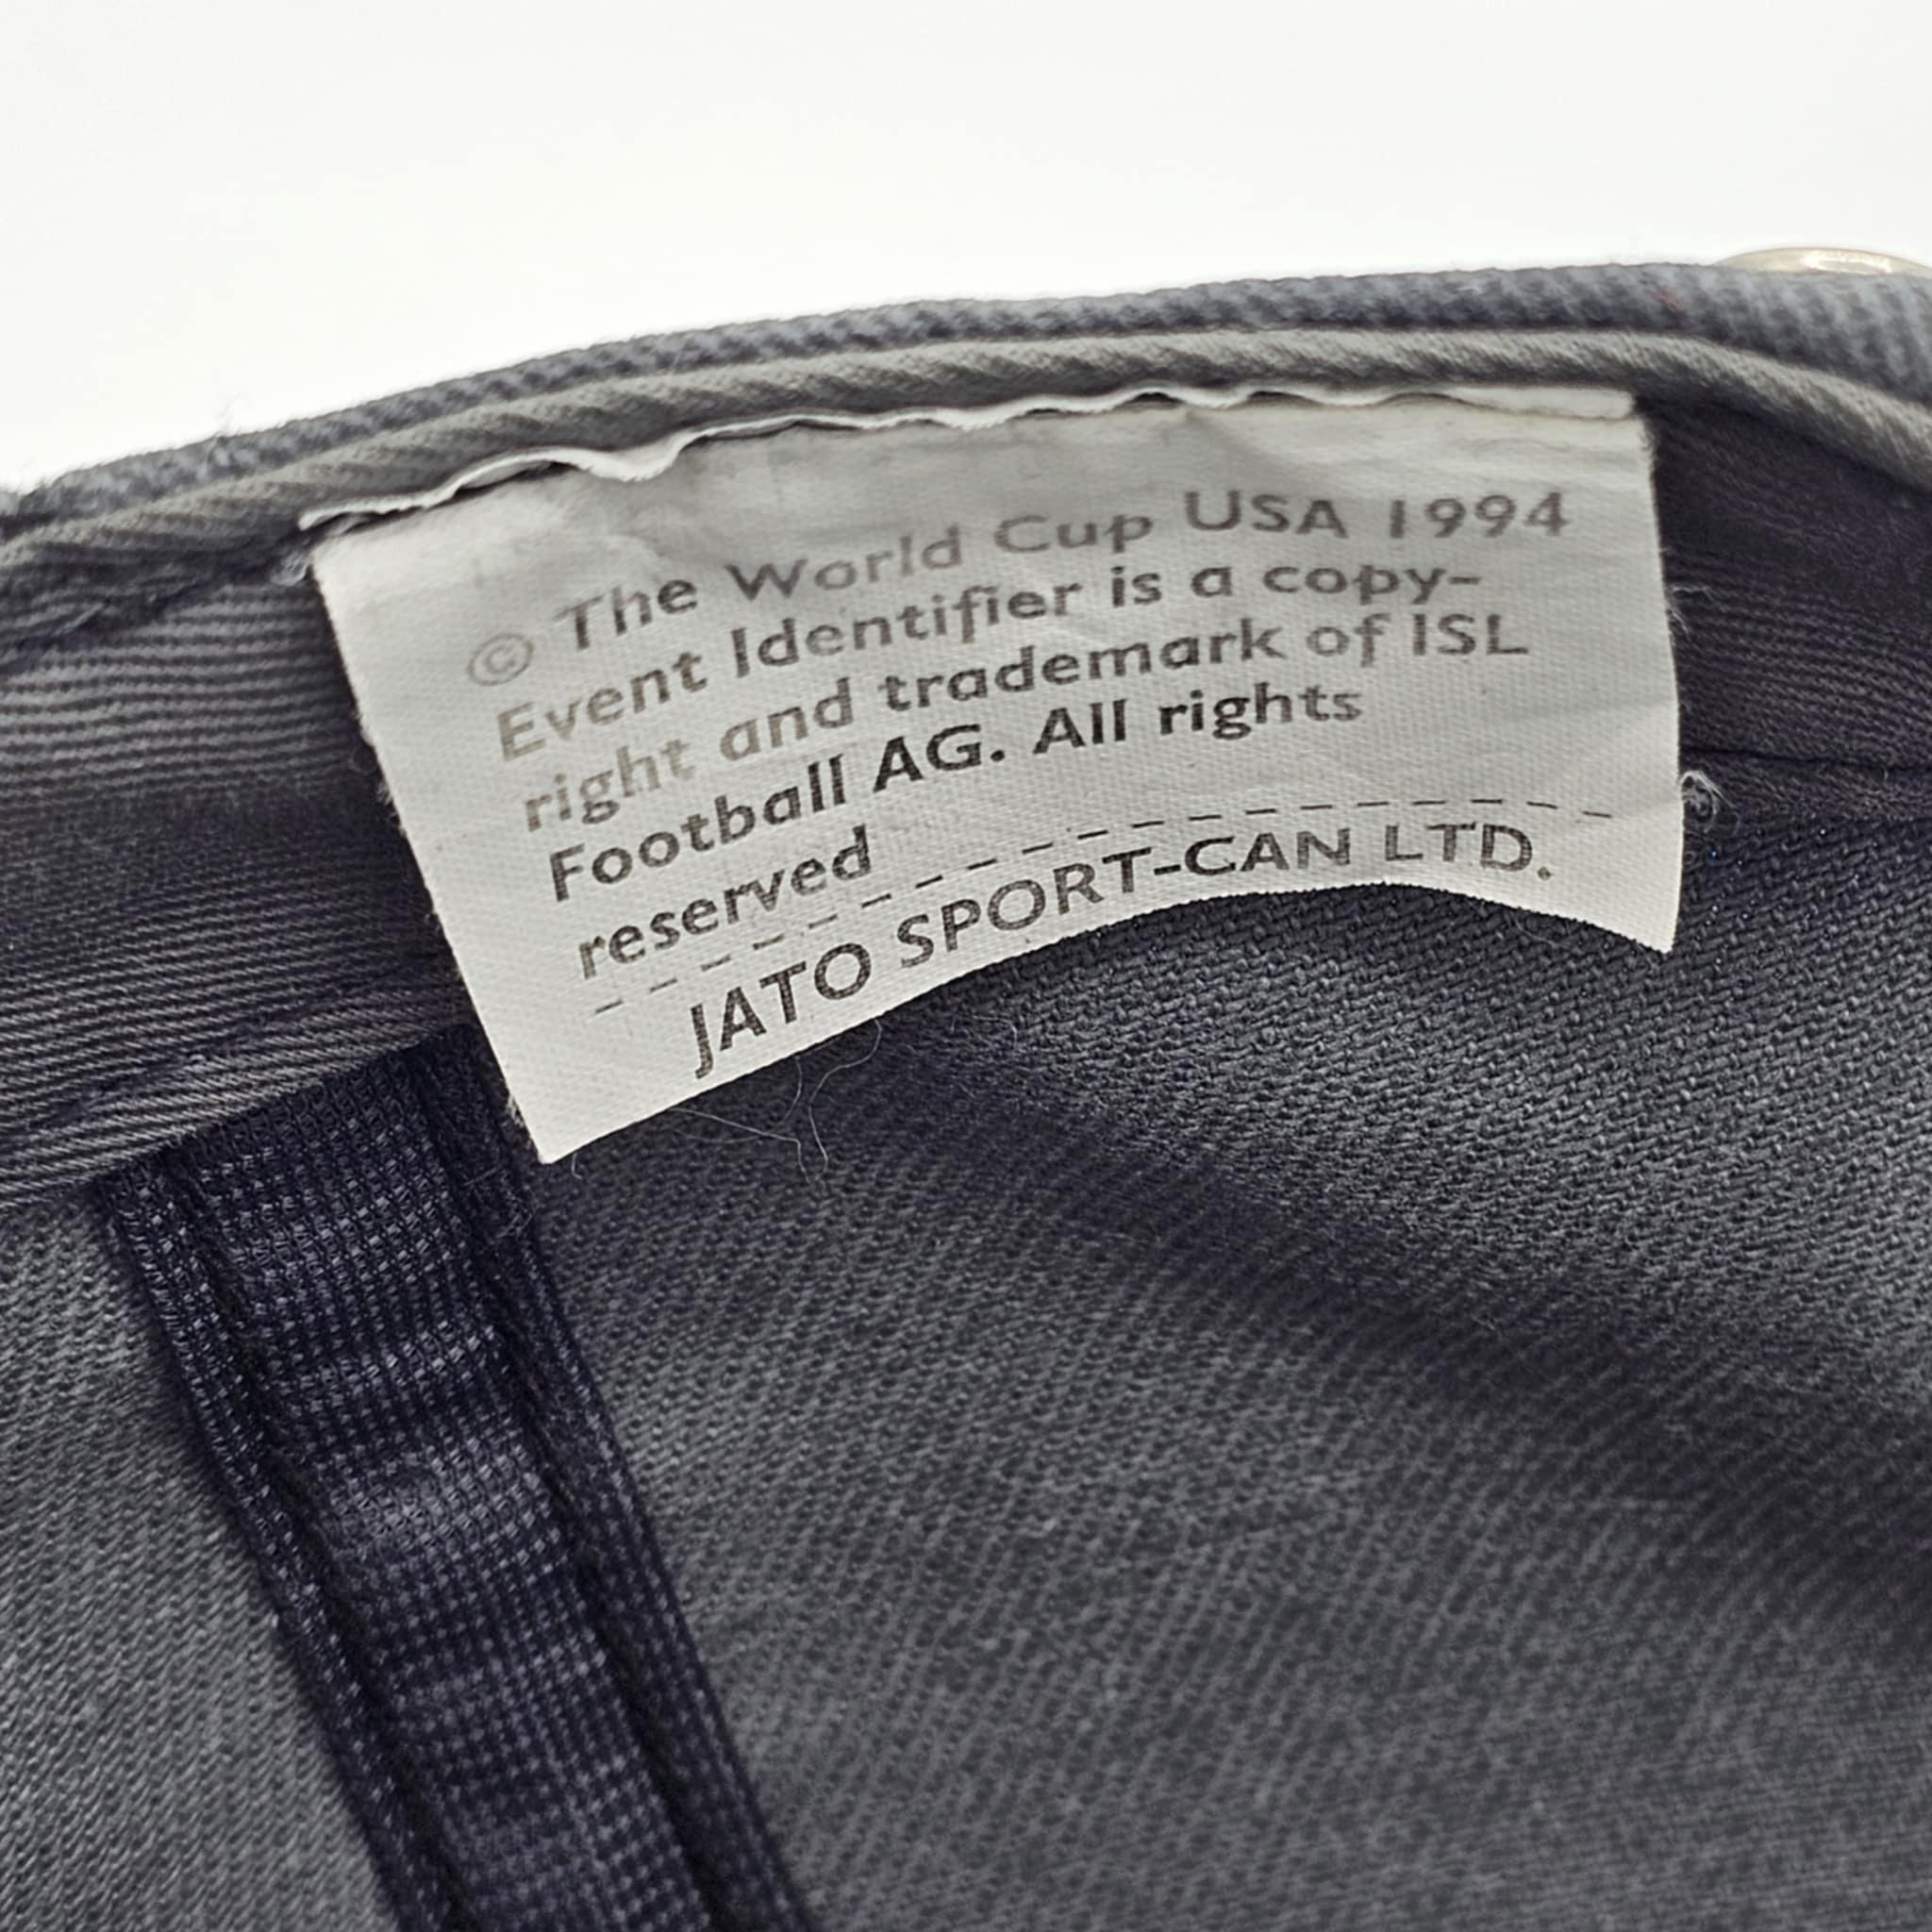 © The World Cup USA 1994
Event Identifier is a copy-
right and trademark of ISL
Football AG. All rights
reserved
JATO SPORT-CAN LTD.